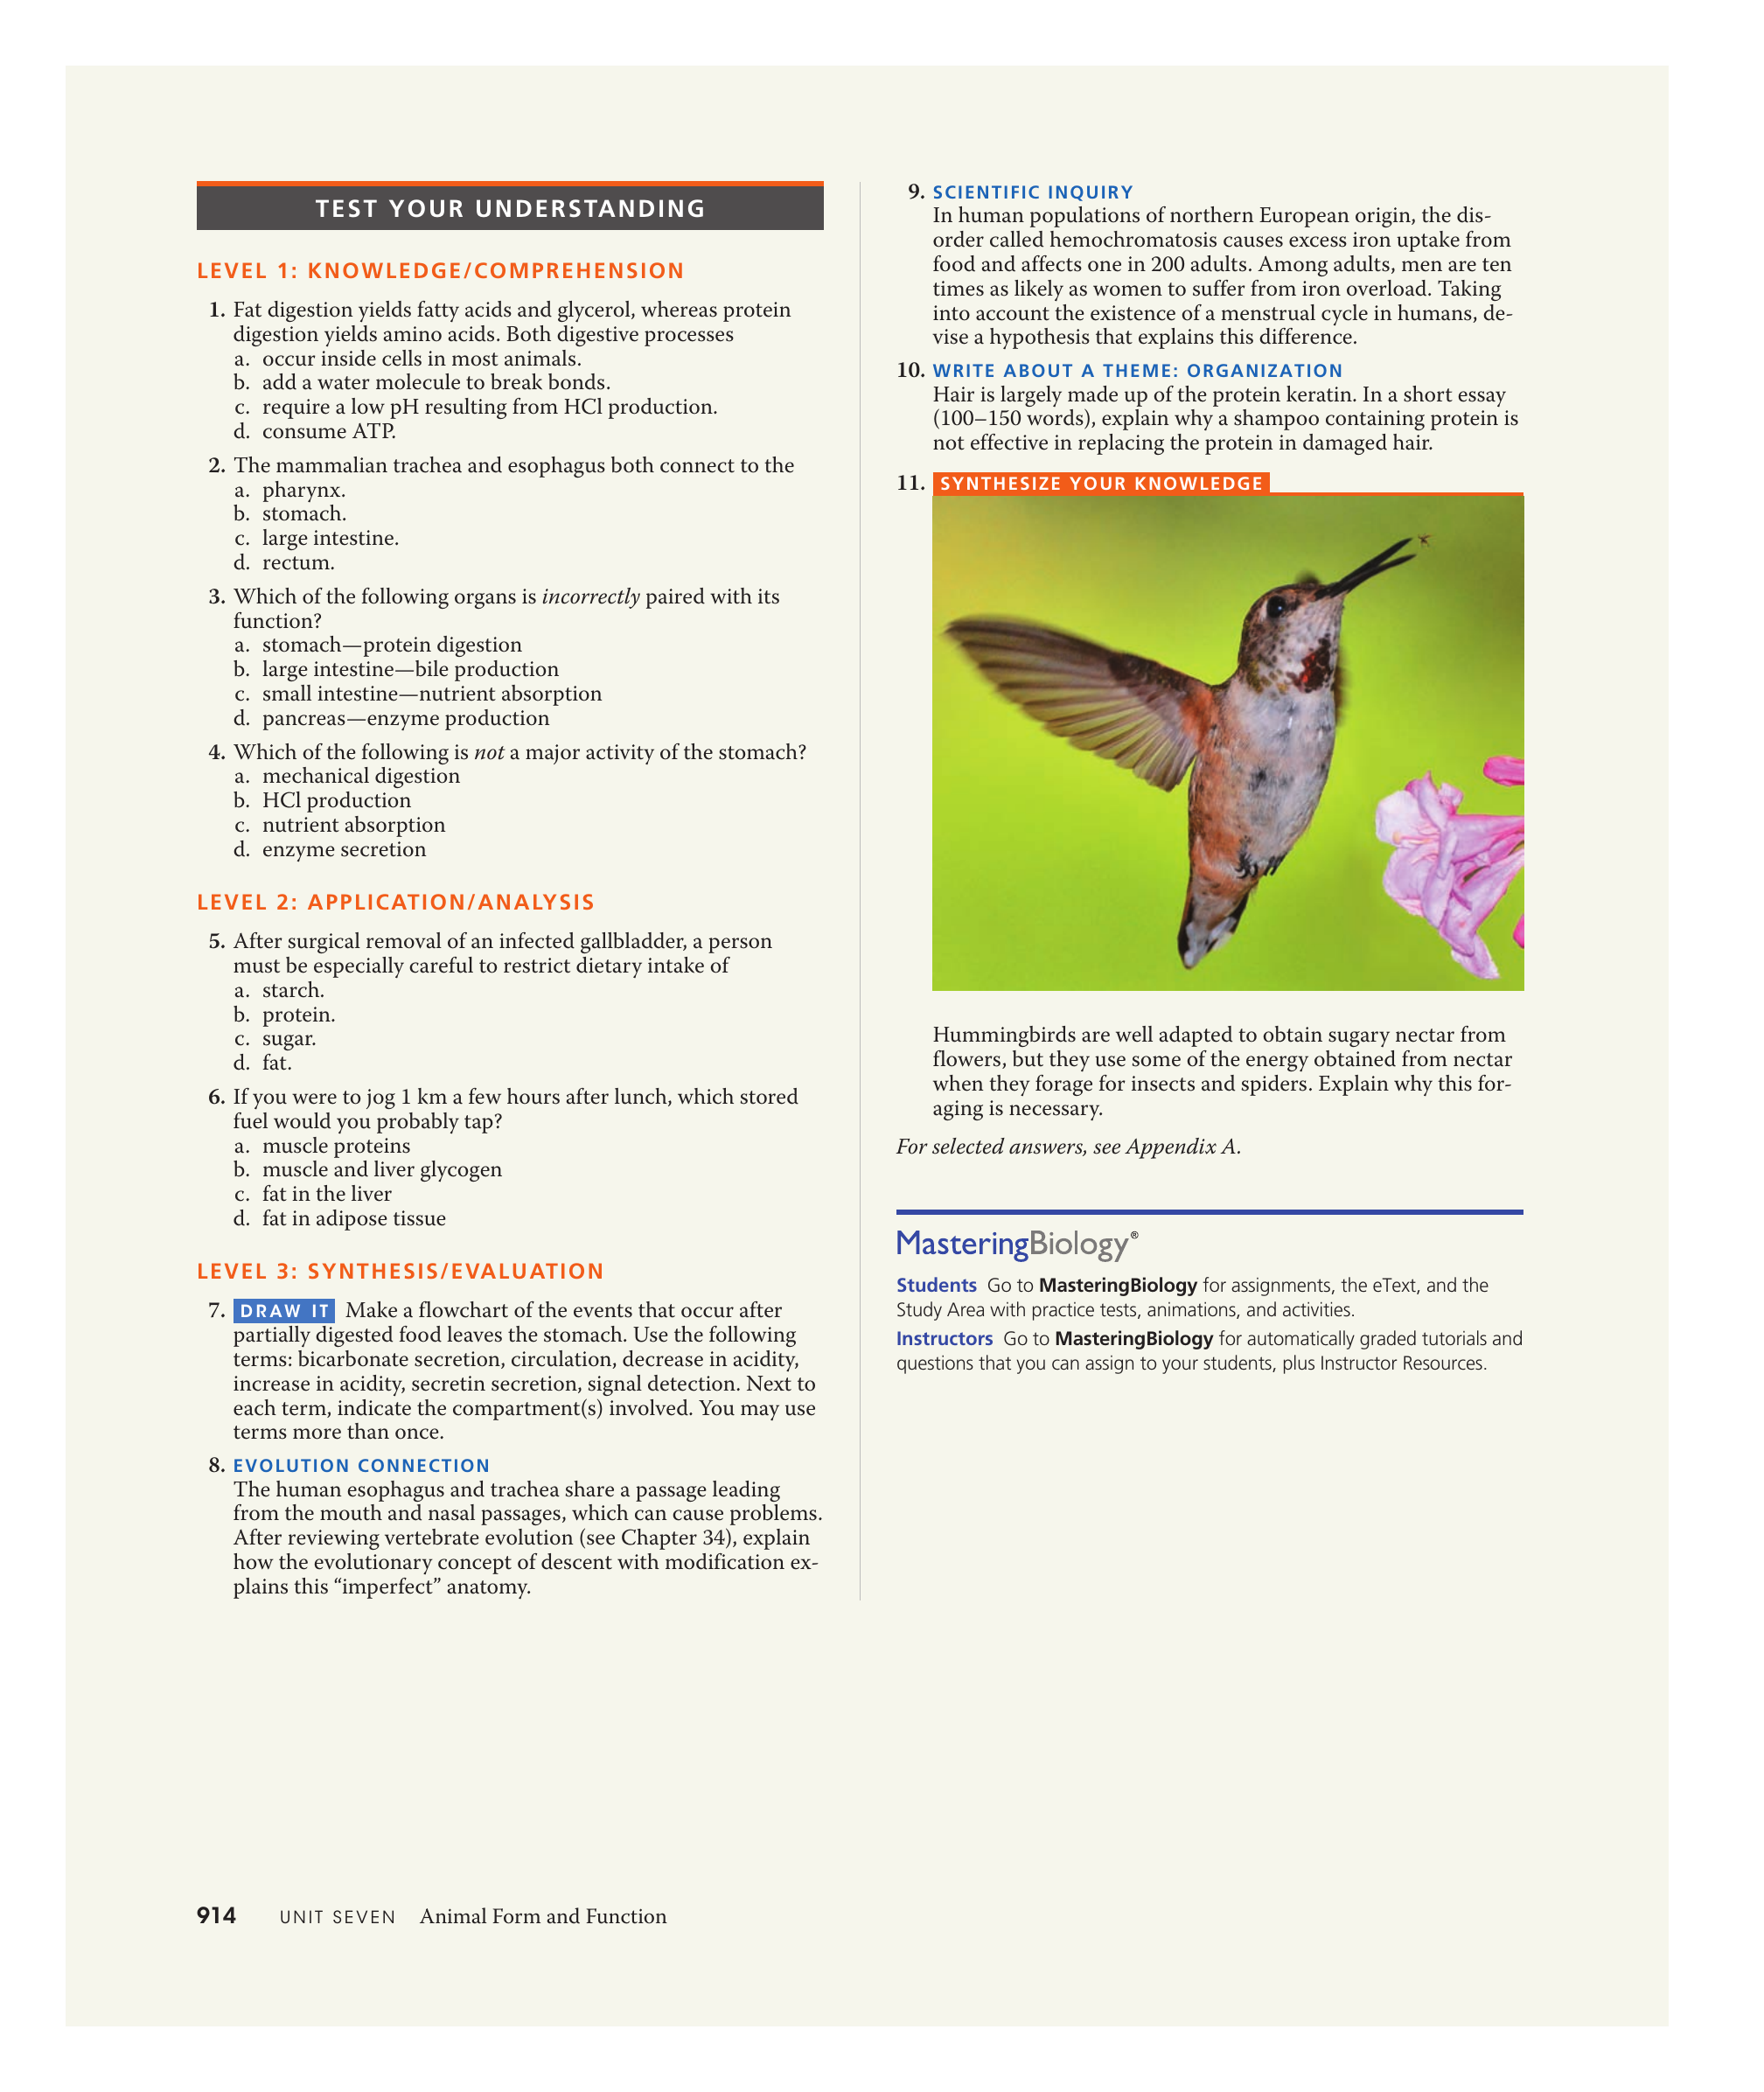 TEST YOUR UNDERSTANDING
LEVEL 1: KNOWLEDGE/COMPREHENSION
1. Fat digestion yields fatty acids and glycerol, whereas protein
digestion yields amino acids. Both digestive processes
a. occur inside cells in most animals.
b. add a water molecule to break bonds.
c. require a low pH resulting from HCl production.
d. consume ATP.
2. The mammalian trachea and esophagus both connect to the
a. pharynx.
b. stomach.
c. large intestine.
d. rectum.
3. Which of the following organs is incorrectly paired with its
function?
a. stomach—protein digestion
b. large intestine—bile production
c. small intestine—nutrient absorption
d. pancreas—enzyme production
4. Which of the following is not a major activity of the stomach?
a. mechanical digestion
b. HCl production
c. nutrient absorption
d. enzyme secretion
LEVEL 2: APPLICATION/ANALYSIS
5. After surgical removal of an infected gallbladder, a person
must be especially careful to restrict dietary intake of
a. starch.
b. protein.
c. sugar.
d. fat.
6. If you were to jog 1 km a few hours after lunch, which stored
fuel would you probably tap?
a. muscle proteins
b. muscle and liver glycogen
c. fat in the liver
d. fat in adipose tissue
LEVEL 3: SYNTHESIS/EVALUATION
7. DRAW IT Make a flowchart of the events that occur after
partially digested food leaves the stomach. Use the following
terms: bicarbonate secretion, circulation, decrease in acidity,
increase in acidity, secretin secretion, signal detection. Next to
each term, indicate the compartment(s) involved. You may use
terms more than once.
8. EVOLUTION CONNECTION
The human esophagus and trachea share a passage leading
from the mouth and nasal passages, which can cause problems.
After reviewing vertebrate evolution (see Chapter 34), explain
how the evolutionary concept of descent with modification ex-
plains this “imperfect” anatomy.
9. SCIENTIFIC INQUIRY
In human populations of northern European origin, the dis-
order called hemochromatosis causes excess iron uptake from
food and affects one in 200 adults. Among adults, men are ten
times as likely as women to suffer from iron overload. Taking
into account the existence of a menstrual cycle in humans, de-
vise a hypothesis that explains this difference.
10. WRITE ABOUT A THEME: ORGANIZATION
Hair is largely made up of the protein keratin. In a short essay
(100–150 words), explain why a shampoo containing protein is
not effective in replacing the protein in damaged hair.
11. SYNTHESIZE YOUR KNOWLEDGE
Hummingbirds are well adapted to obtain sugary nectar from
flowers, but they use some of the energy obtained from nectar
when they forage for insects and spiders. Explain why this for-
aging is necessary.
For selected answers, see Appendix A.
MasteringBiology®
Students Go to MasteringBiology for assignments, the eText, and the
Study Area with practice tests, animations, and activities.
Instructors Go to MasteringBiology for automatically graded tutorials and
questions that you can assign to your students, plus Instructor Resources.
914 UNIT SEVEN Animal Form and Function